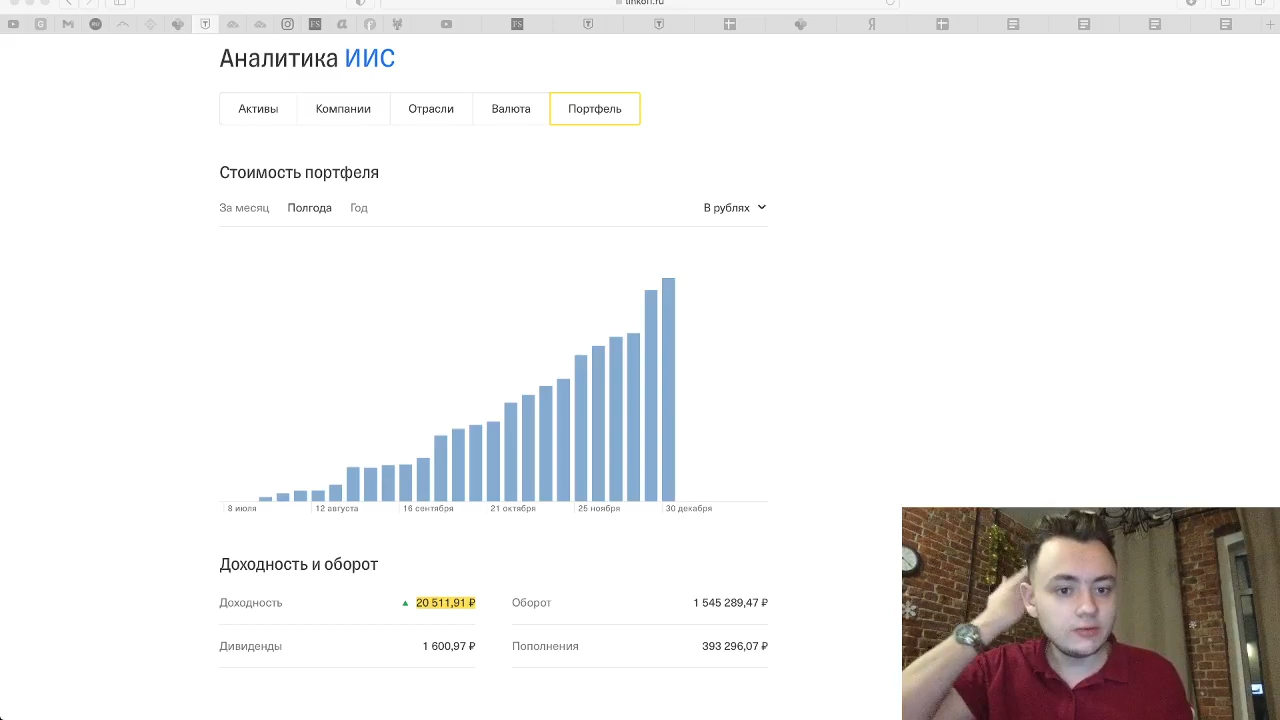 tinkoff.ru
Аналитика ИИС
Активы Компании Отрасли Валюта Портфель
Стоимость портфеля
За месяц Полгода Год В рублях
8 июля 12 августа 16 сентября 21 октября 25 ноября 30 декабря
Доходность и оборот
Доходность 20 511,91 ₽ Оборот 1 545 289,47 ₽
Дивиденды 1 600,97 ₽ Пополнения 393 296,07 ₽